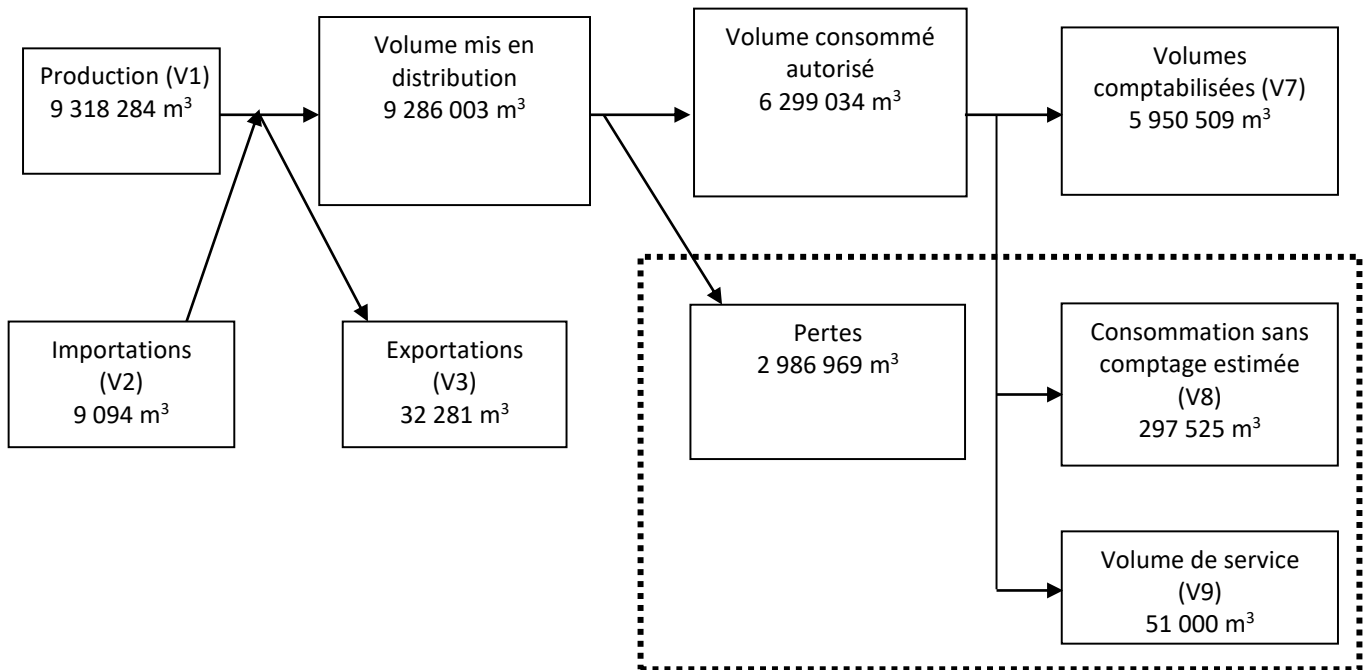 Production (V1)
9 318 284 m³
Volume mis en
distribution
9 286 003 m³
Volume consommé
autorisé
6 299 034 m³
Volumes
comptabilisées (V7)
5 950 509 m³
Importations
(V2)
9 094 m³
Exportations
(V3)
32 281 m³
Pertes
2 986 969 m³
Consommation sans
comptage estimée
(V8)
297 525 m³
Volume de service
(V9)
51 000 m³